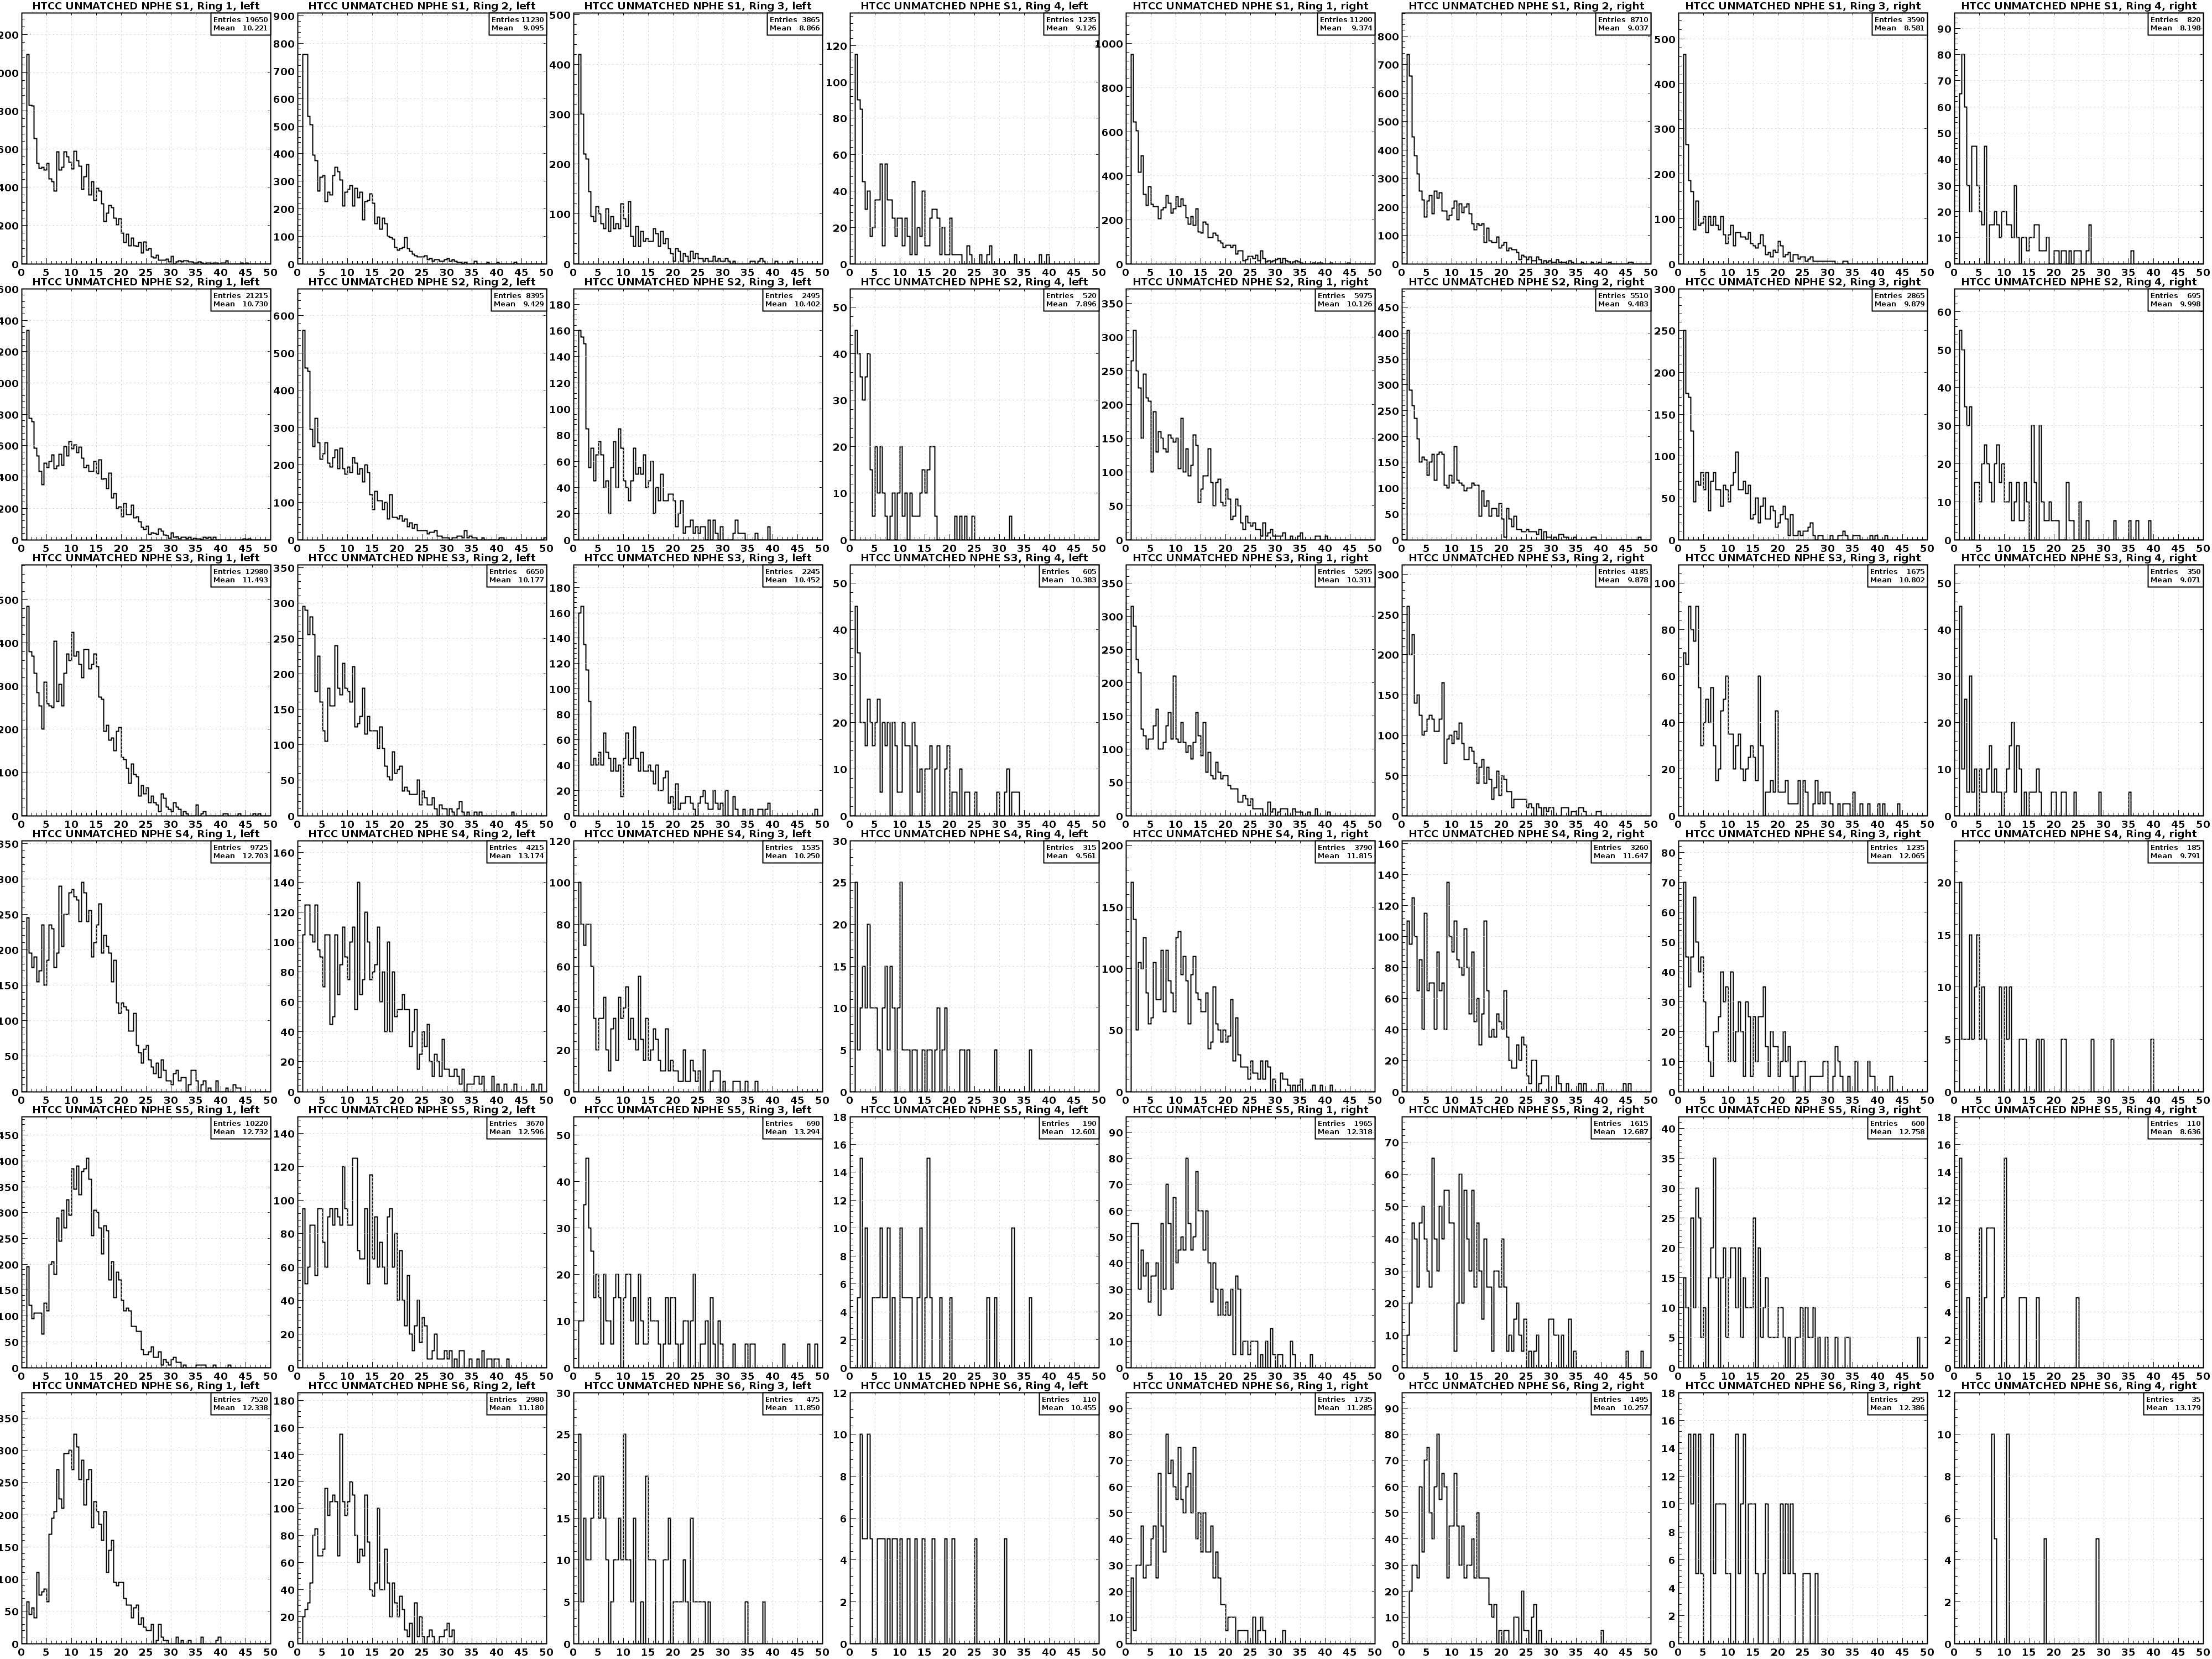 HTCC UNMATCHED NPHE S1, Ring 1, left
Entries 19650
Mean 10.221
HTCC UNMATCHED NPHE S1, Ring 2, left
Entries 11230
Mean 9.095
HTCC UNMATCHED NPHE S1, Ring 3, left
Entries 3865
Mean 8.866
HTCC UNMATCHED NPHE S1, Ring 4, left
Entries 1235
Mean 9.126
HTCC UNMATCHED NPHE S1, Ring 1, right
Entries 11200
Mean 9.374
HTCC UNMATCHED NPHE S1, Ring 2, right
Entries 8710
Mean 9.037
HTCC UNMATCHED NPHE S1, Ring 3, right
Entries 3590
Mean 8.581
HTCC UNMATCHED NPHE S1, Ring 4, right
Entries 820
Mean 8.198
HTCC UNMATCHED NPHE S2, Ring 1, left
Entries 21215
Mean 10.730
HTCC UNMATCHED NPHE S2, Ring 2, left
Entries 8395
Mean 9.429
HTCC UNMATCHED NPHE S2, Ring 3, left
Entries 2495
Mean 10.402
HTCC UNMATCHED NPHE S2, Ring 4, left
Entries 520
Mean 7.896
HTCC UNMATCHED NPHE S2, Ring 1, right
Entries 5975
Mean 10.126
HTCC UNMATCHED NPHE S2, Ring 2, right
Entries 5510
Mean 9.483
HTCC UNMATCHED NPHE S2, Ring 3, right
Entries 2865
Mean 9.879
HTCC UNMATCHED NPHE S2, Ring 4, right
Entries 695
Mean 9.998
HTCC UNMATCHED NPHE S3, Ring 1, left
Entries 12980
Mean 11.493
HTCC UNMATCHED NPHE S3, Ring 2, left
Entries 6650
Mean 10.177
HTCC UNMATCHED NPHE S3, Ring 3, left
Entries 2245
Mean 10.452
HTCC UNMATCHED NPHE S3, Ring 4, left
Entries 605
Mean 10.383
HTCC UNMATCHED NPHE S3, Ring 1, right
Entries 5295
Mean 10.311
HTCC UNMATCHED NPHE S3, Ring 2, right
Entries 4185
Mean 9.878
HTCC UNMATCHED NPHE S3, Ring 3, right
Entries 1675
Mean 10.802
HTCC UNMATCHED NPHE S3, Ring 4, right
Entries 350
Mean 9.071
HTCC UNMATCHED NPHE S4, Ring 1, left
Entries 9725
Mean 12.703
HTCC UNMATCHED NPHE S4, Ring 2, left
Entries 4215
Mean 13.174
HTCC UNMATCHED NPHE S4, Ring 3, left
Entries 1535
Mean 10.250
HTCC UNMATCHED NPHE S4, Ring 4, left
Entries 315
Mean 9.561
HTCC UNMATCHED NPHE S4, Ring 1, right
Entries 3790
Mean 11.815
HTCC UNMATCHED NPHE S4, Ring 2, right
Entries 3260
Mean 11.647
HTCC UNMATCHED NPHE S4, Ring 3, right
Entries 1235
Mean 12.065
HTCC UNMATCHED NPHE S4, Ring 4, right
Entries 185
Mean 9.791
HTCC UNMATCHED NPHE S5, Ring 1, left
Entries 10220
Mean 12.732
HTCC UNMATCHED NPHE S5, Ring 2, left
Entries 3670
Mean 12.596
HTCC UNMATCHED NPHE S5, Ring 3, left
Entries 690
Mean 13.294
HTCC UNMATCHED NPHE S5, Ring 4, left
Entries 190
Mean 12.601
HTCC UNMATCHED NPHE S5, Ring 1, right
Entries 1965
Mean 12.318
HTCC UNMATCHED NPHE S5, Ring 2, right
Entries 1615
Mean 12.687
HTCC UNMATCHED NPHE S5, Ring 3, right
Entries 600
Mean 12.758
HTCC UNMATCHED NPHE S5, Ring 4, right
Entries 110
Mean 8.636
HTCC UNMATCHED NPHE S6, Ring 1, left
Entries 7520
Mean 12.338
HTCC UNMATCHED NPHE S6, Ring 2, left
Entries 2980
Mean 11.180
HTCC UNMATCHED NPHE S6, Ring 3, left
Entries 475
Mean 11.850
HTCC UNMATCHED NPHE S6, Ring 4, left
Entries 110
Mean 10.455
HTCC UNMATCHED NPHE S6, Ring 1, right
Entries 1735
Mean 11.285
HTCC UNMATCHED NPHE S6, Ring 2, right
Entries 1495
Mean 10.257
HTCC UNMATCHED NPHE S6, Ring 3, right
Entries 295
Mean 12.386
HTCC UNMATCHED NPHE S6, Ring 4, right
Entries 35
Mean 13.179
0 5 10 15 20 25 30 35 40 45 50